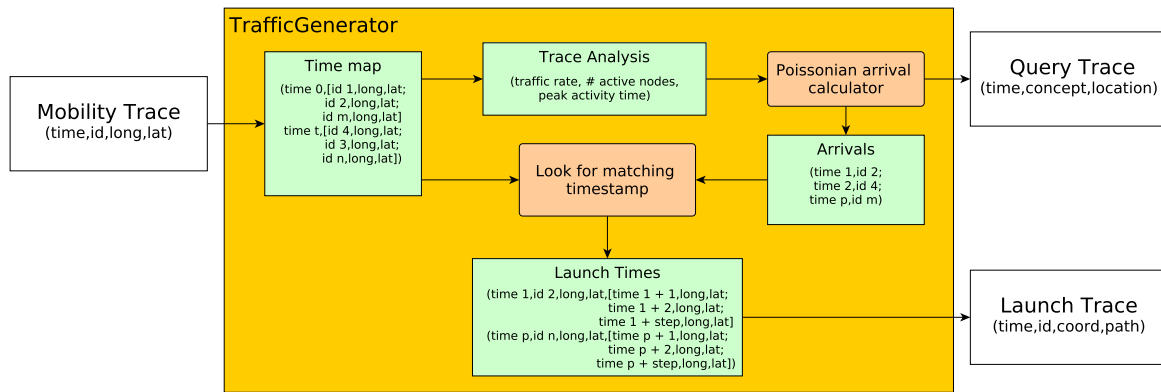 TrafficGenerator
Mobility Trace
(time,id,long,lat)
Time map
(time 0,[id 1,long,lat;
id 2,long,lat;
id m,long,lat]
time t,[id 4,long,lat;
id 3,long,lat;
id n,long,lat])
Trace Analysis
(traffic rate, # active nodes,
peak activity time)
Poissonian arrival
calculator
Query Trace
(time,concept,location)
Arrivals
(time 1,id 2;
time 2,id 4;
time p,id m)
Look for matching
timestamp
Launch Times
(time 1,id 2,long,lat,[time 1 + 1,long,lat;
time 1 + 2,long,lat;
time 1 + step,long,lat]
(time p,id n,long,lat,[time p + 1,long,lat;
time p + 2,long,lat;
time p + step,long,lat])
Launch Trace
(time,id,coord,path)